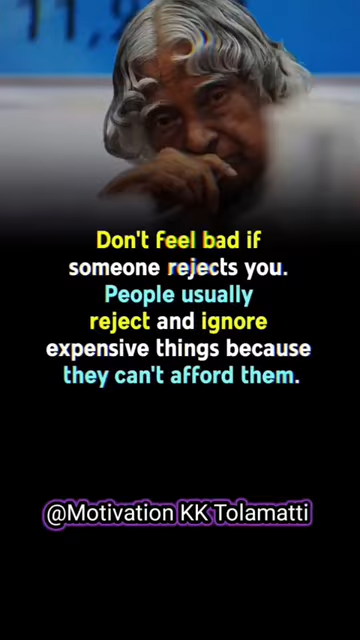 Don't feel bad if
someone rejects you.
People usually
reject and ignore
expensive things because
they can't afford them.
@Motivation KK Tolamatti